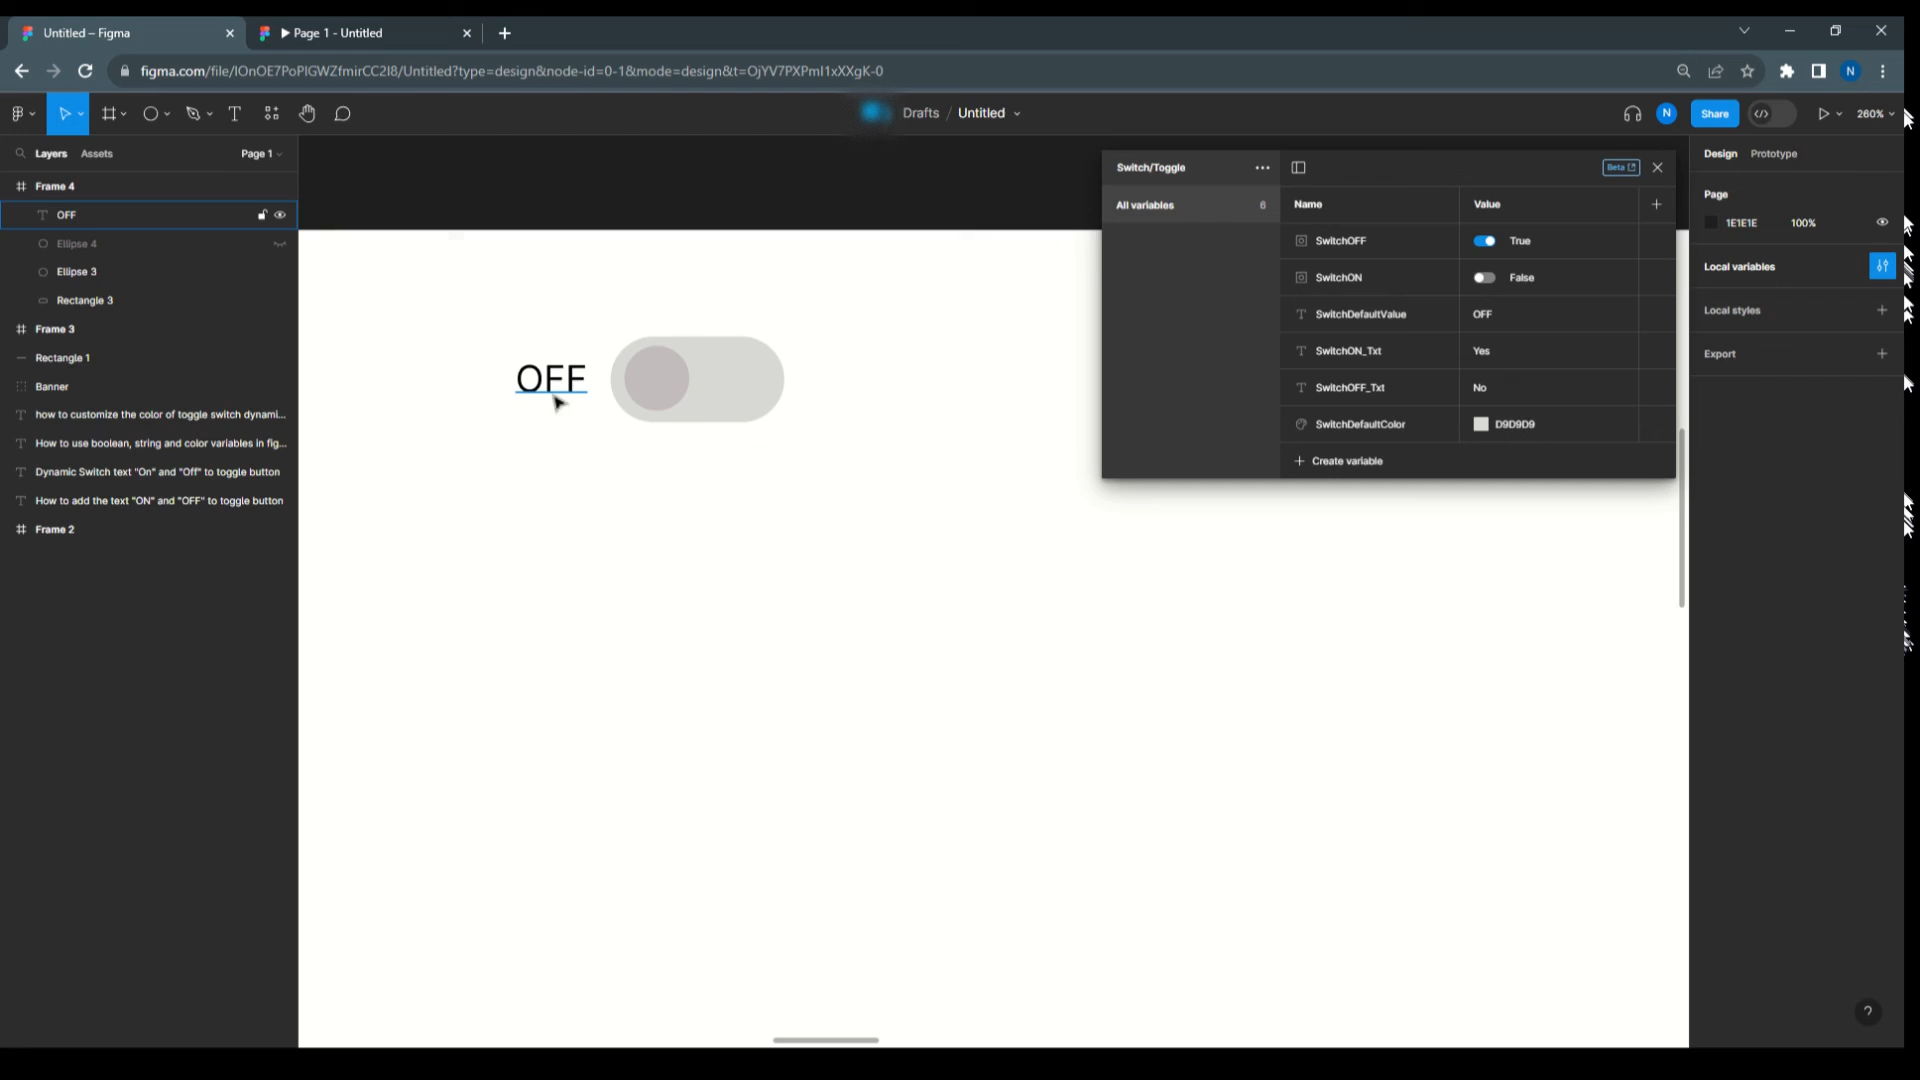 Untitled – Figma
▶ Page 1 - Untitled
figma.com/file/IOnOE7PoPIGWZfmirCC2I8/Untitled?type=design&node-id=0-1&mode=design&t=OjYV7PXPmI1xXXgK-0
N
Drafts / Untitled
N
Share
260%
Layers
Assets
Page 1
Frame 4
OFF
Ellipse 4
Ellipse 3
Rectangle 3
Frame 3
Rectangle 1
Banner
how to customize the color of toggle switch dynami...
How to use boolean, string and color variables in fig...
Dynamic Switch text "On" and "Off" to toggle button
How to add the text "ON" and "OFF" to toggle button
Frame 2
OFF
Switch/Toggle
Beta
All variables 6
Name Value
SwitchOFF True
SwitchON False
SwitchDefaultValue OFF
SwitchON_Txt Yes
SwitchOFF_Txt No
SwitchDefaultColor D9D9D9
Create variable
Design Prototype
Page
1E1E1E 100%
Local variables
Local styles
Export
?